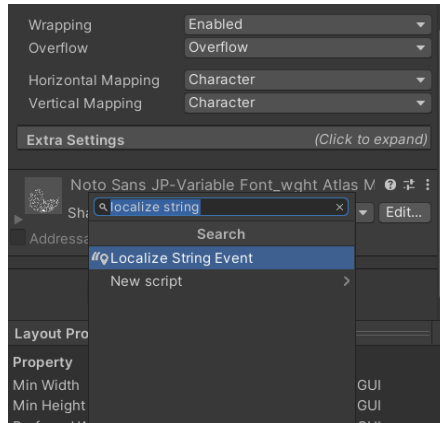 Wrapping Enabled
Overflow Overflow
Horizontal Mapping Character
Vertical Mapping Character
Extra Settings (Click to expand)
Noto Sans JP-Variable Font_wght Atlas M
Sha Edit...
localize string
Addressa
Search
Localize String Event
New script
Layout Pro
Property
Min Width GUI
Min Height GUI